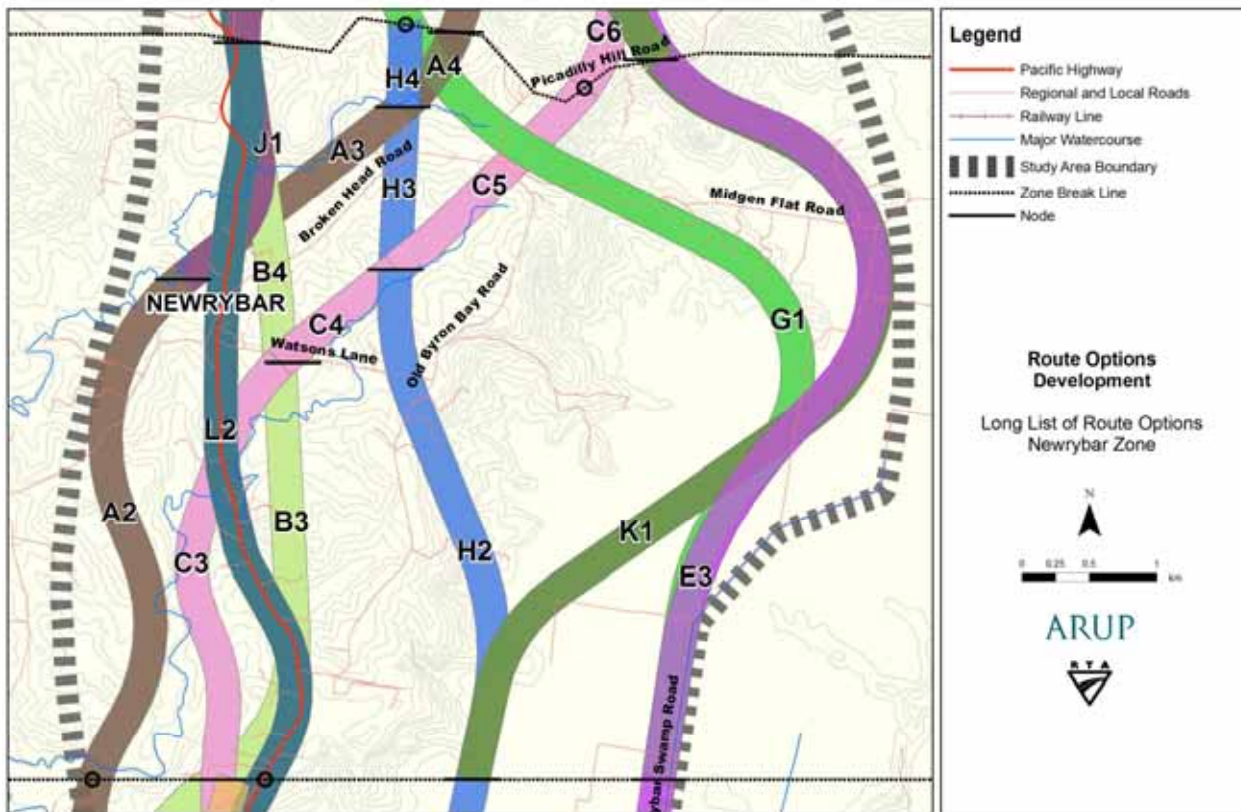 C6
Picadilly Hill Road
A4
H4
J1
A3
Broken Head Road
H3
C5
Midgen Flat Road
B4
NEWRYBAR
C4
Watsons Lane
Old Byron Bay Road
G1
L2
A2
B3
C3
H2
K1
E3
Swamp Road
Legend
Pacific Highway
Regional and Local Roads
Railway Line
Major Watercourse
Study Area Boundary
Zone Break Line
Node
Route Options
Development
Long List of Route Options
Newrybar Zone
N
0 0.25 0.5 1
km
ARUP
RTA